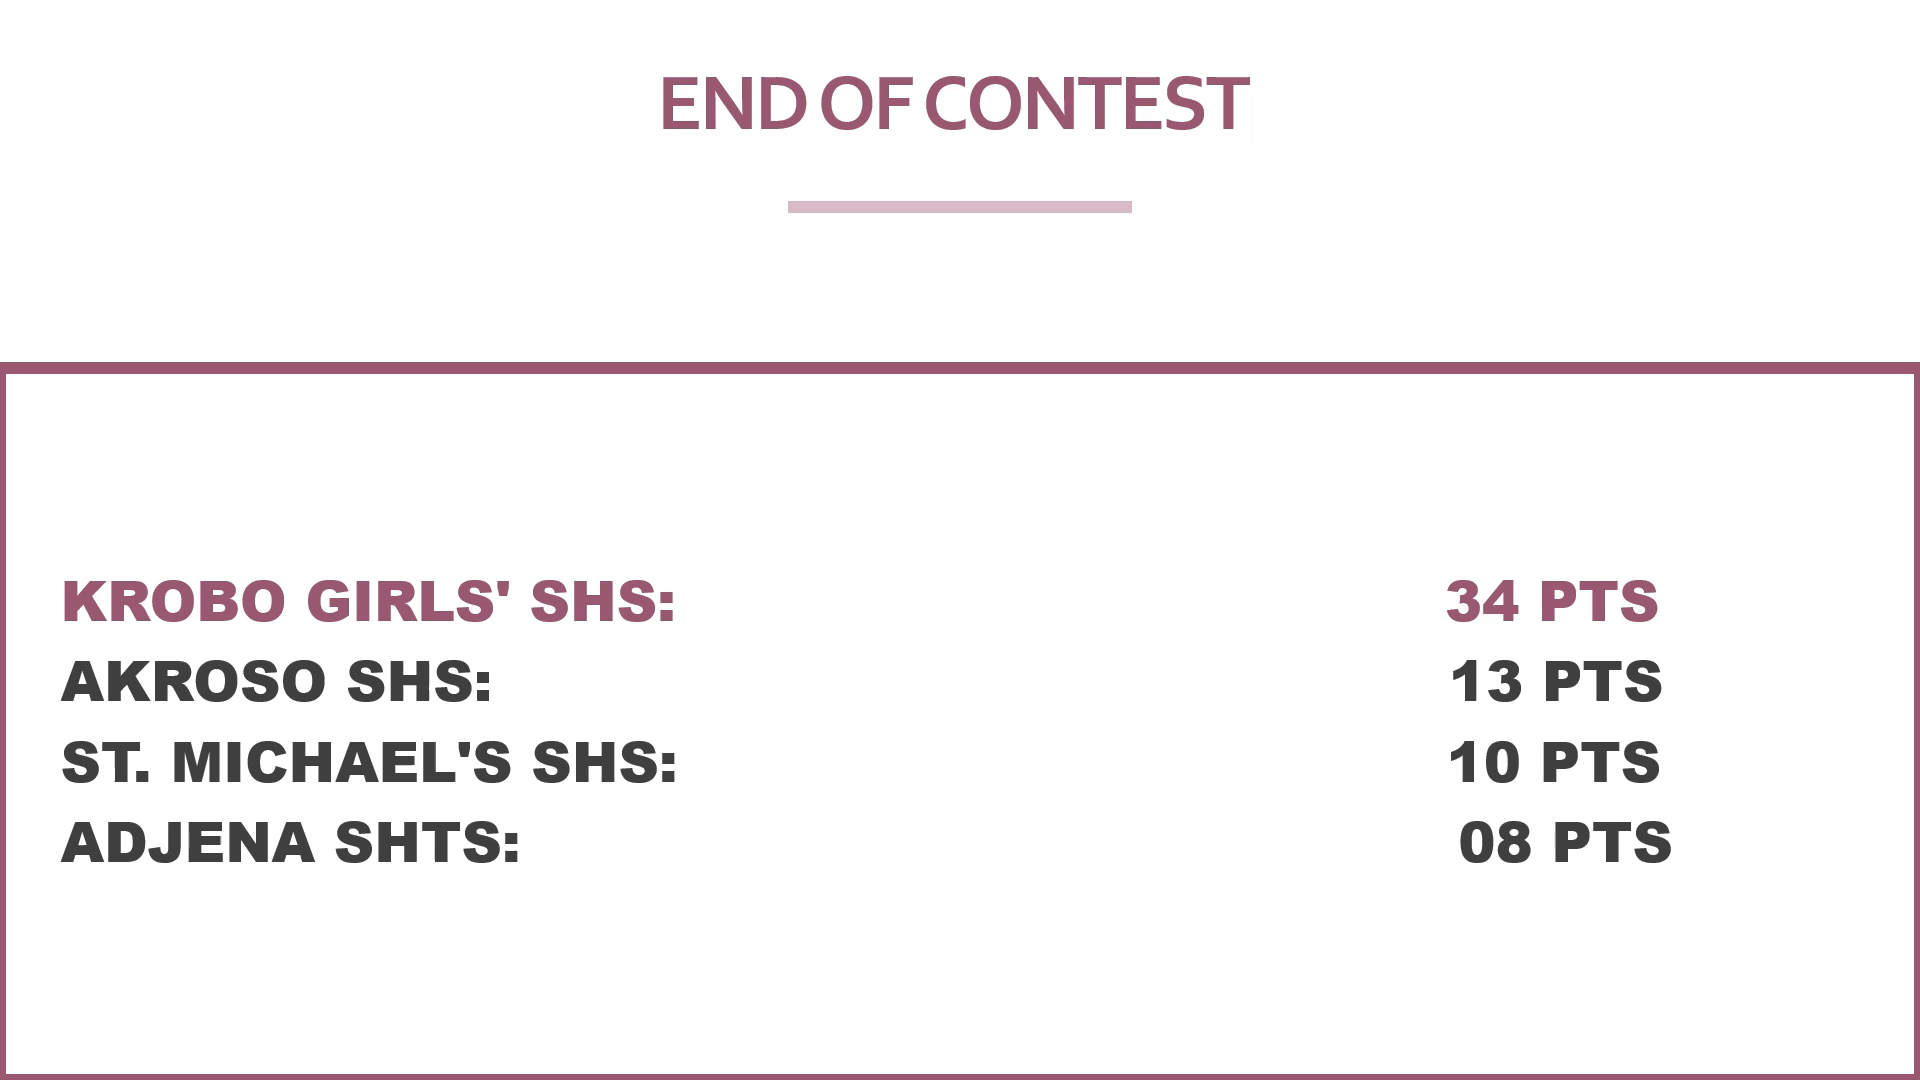 END OF CONTEST
KROBO GIRLS' SHS: 34 PTS
AKROSO SHS: 13 PTS
ST. MICHAEL'S SHS: 10 PTS
ADJENA SHTS: 08 PTS